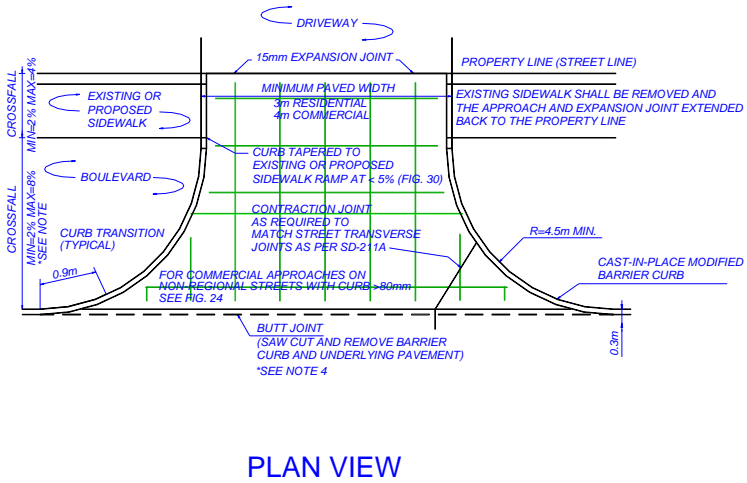 DRIVEWAY
15mm EXPANSION JOINT
PROPERTY LINE (STREET LINE)
CROSSFALL
MIN=2% MAX=4%
EXISTING OR
PROPOSED
SIDEWALK
MINIMUM PAVED WIDTH
3m RESIDENTIAL
4m COMMERCIAL
EXISTING SIDEWALK SHALL BE REMOVED AND
THE APPROACH AND EXPANSION JOINT EXTENDED
BACK TO THE PROPERTY LINE
CURB TAPERED TO
EXISTING OR PROPOSED
SIDEWALK RAMP AT < 5% (FIG. 30)
BOULEVARD
CROSSFALL
MIN=2% MAX=8%
*SEE NOTE
CURB TRANSITION
(TYPICAL)
CONTRACTION JOINT
AS REQUIRED TO
MATCH STREET TRANSVERSE
JOINTS AS PER SD-211A
R=4.5m MIN.
0.9m
FOR COMMERCIAL APPROACHES ON
NON-REGIONAL STREETS WITH CURB >80mm
SEE FIG. 24
CAST-IN-PLACE MODIFIED
BARRIER CURB
BUTT JOINT
(SAW CUT AND REMOVE BARRIER
CURB AND UNDERLYING PAVEMENT)
*SEE NOTE 4
0.3m
PLAN VIEW